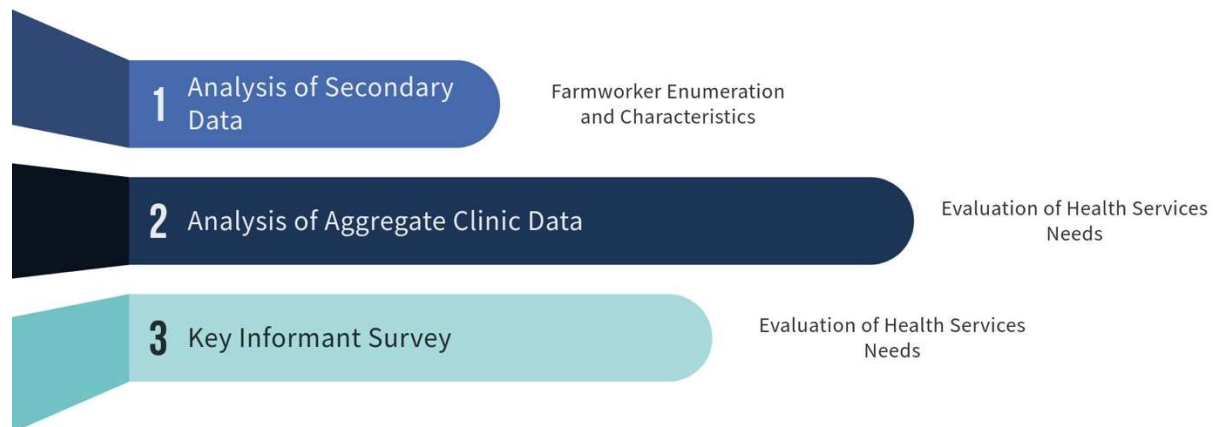 1
Analysis of Secondary
Data
Farmworker Enumeration
and Characteristics
2
Analysis of Aggregate Clinic Data
Evaluation of Health Services
Needs
3
Key Informant Survey
Evaluation of Health Services
Needs